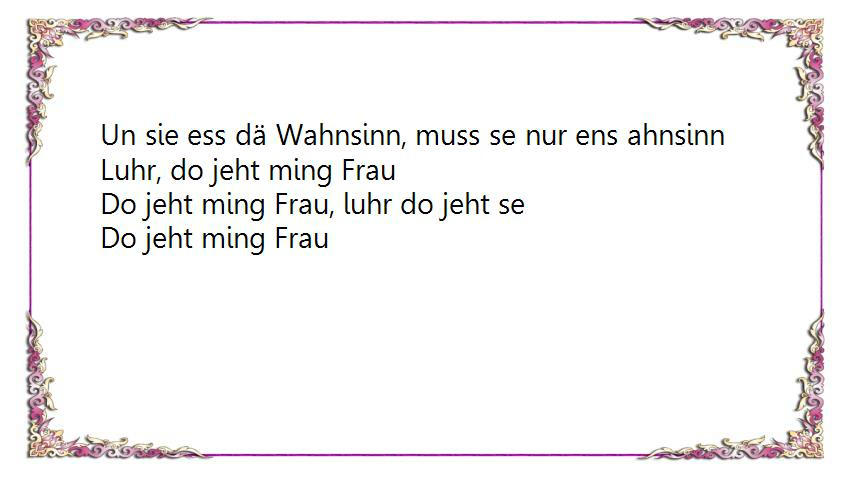 Un sie ess dä Wahnsinn, muss se nur ens ahnsinn
Luhr, do jeht ming Frau
Do jeht ming Frau, luhr do jeht se
Do jeht ming Frau